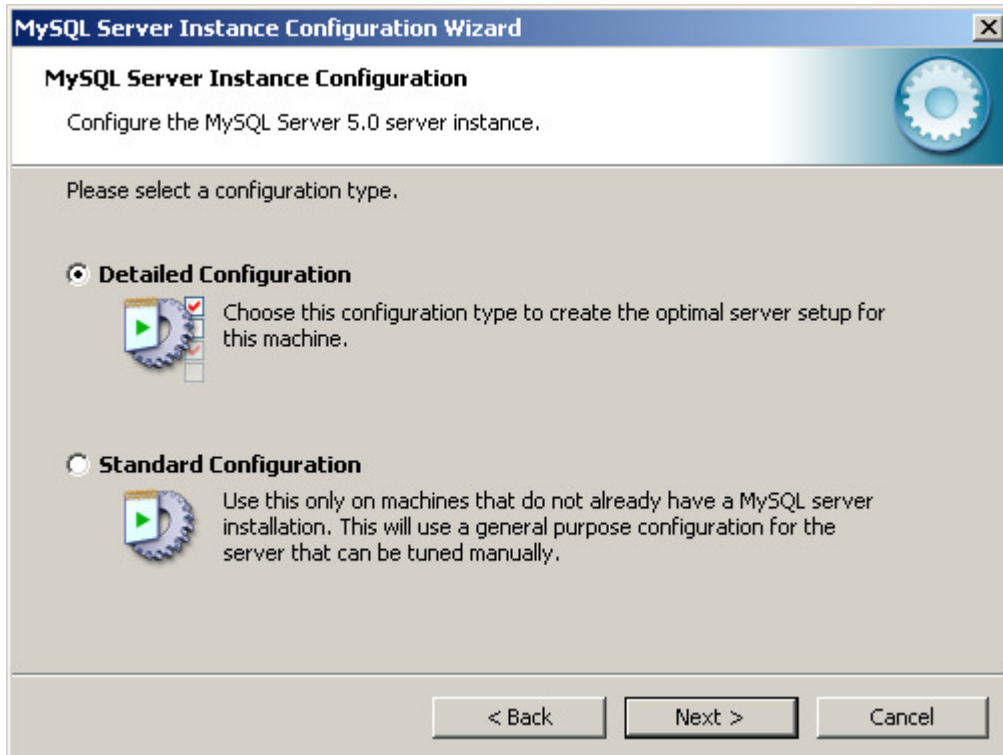 MySQL Server Instance Configuration Wizard
MySQL Server Instance Configuration
Configure the MySQL Server 5.0 server instance.
Please select a configuration type.
Detailed Configuration
Choose this configuration type to create the optimal server setup for
this machine.
Standard Configuration
Use this only on machines that do not already have a MySQL server
installation. This will use a general purpose configuration for the
server that can be tuned manually.
< Back
Next >
Cancel